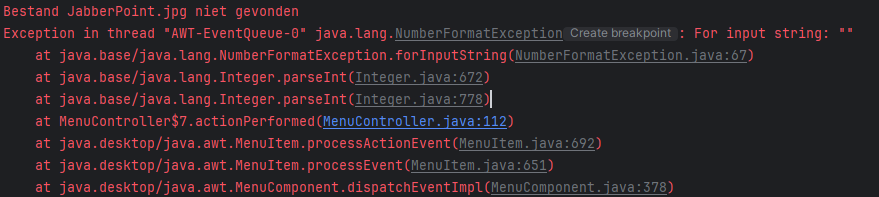 Bestand JabberPoint.jpg niet gevonden
Exception in thread "AWT-EventQueue-0" java.lang.NumberFormatException Create breakpoint : For input string: ""
at java.base/java.lang.NumberFormatException.forInputString(NumberFormatException.java:67)
at java.base/java.lang.Integer.parseInt(Integer.java:672)
at java.base/java.lang.Integer.parseInt(Integer.java:778)
at MenuController$7.actionPerformed(MenuController.java:112)
at java.desktop/java.awt.MenuItem.processActionEvent(MenuItem.java:692)
at java.desktop/java.awt.MenuItem.processEvent(MenuItem.java:651)
at java.desktop/java.awt.MenuComponent.dispatchEventImpl(MenuComponent.java:378)